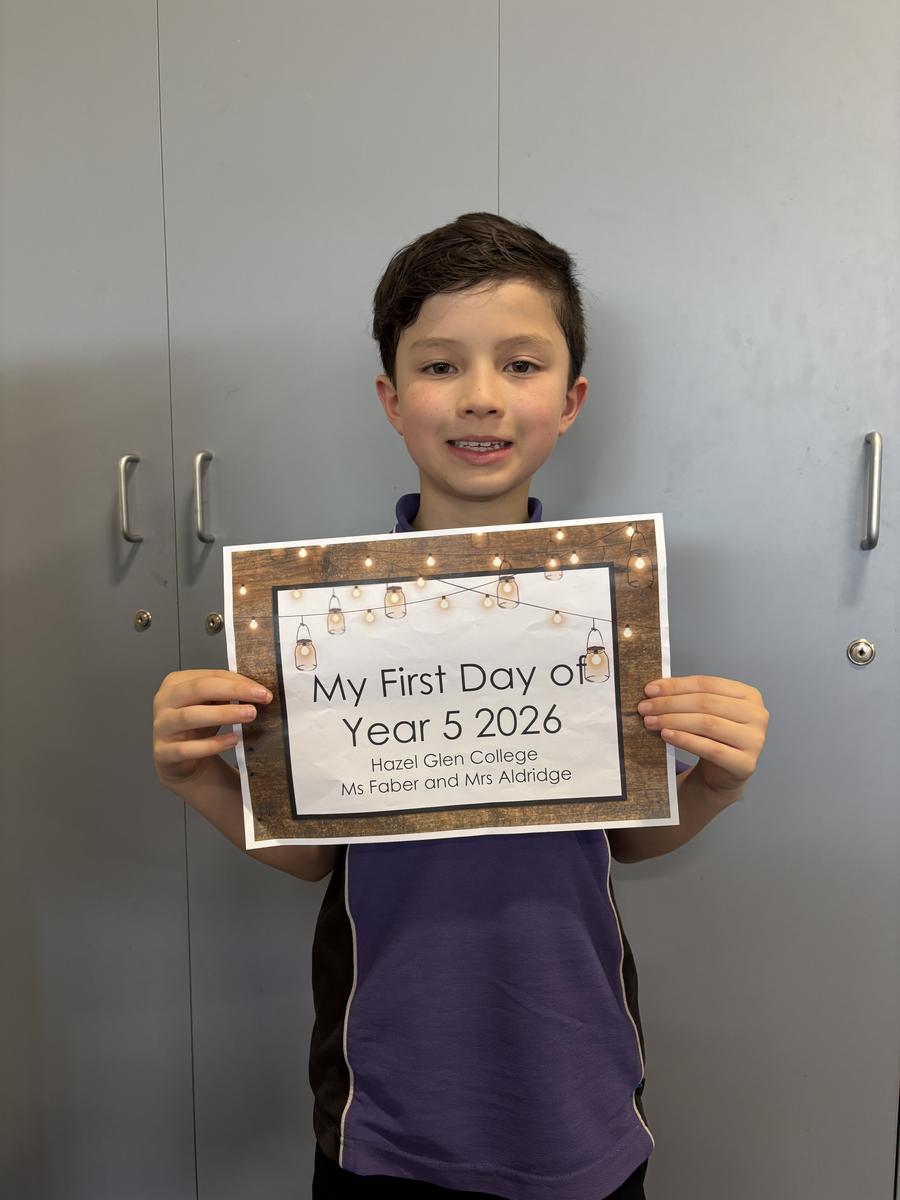 My First Day of
Year 5 2026
Hazel Glen College
Ms Faber and Mrs Aldridge